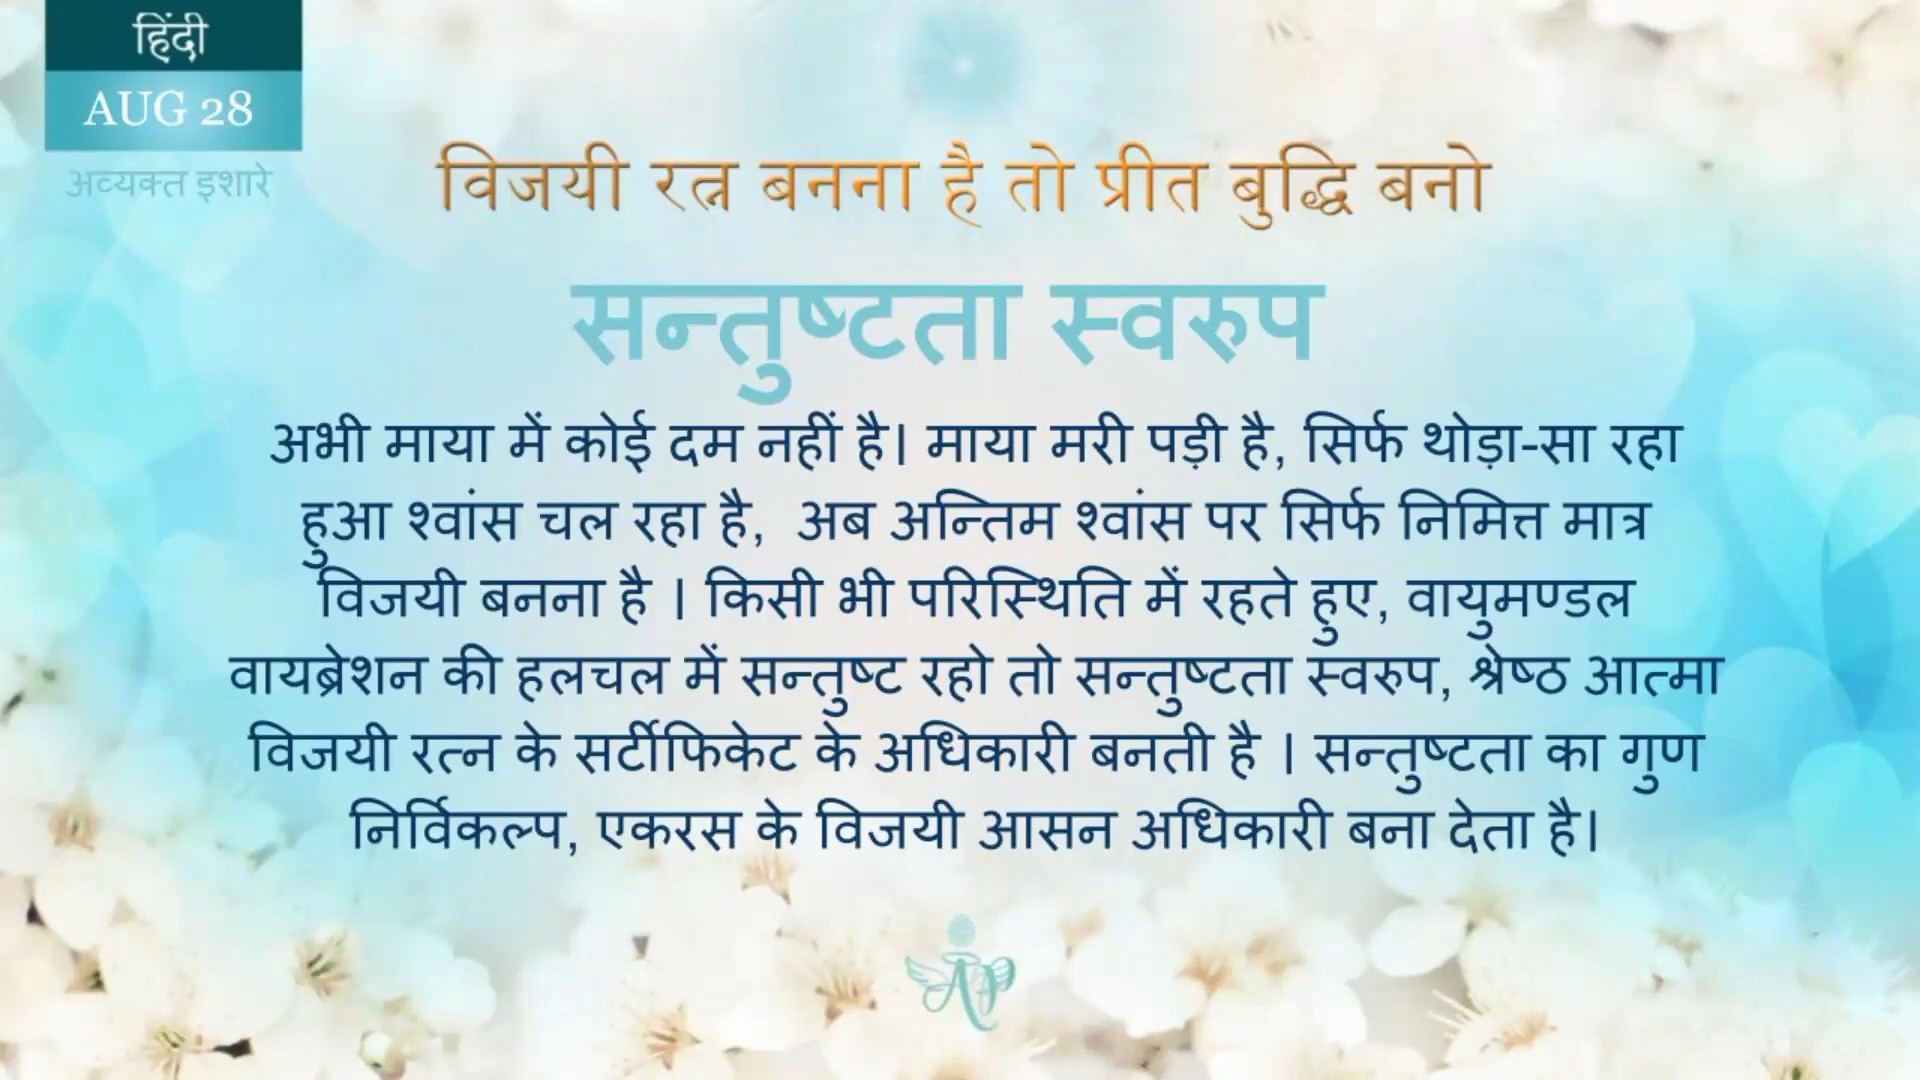 हिंदी
AUG 28
अव्यक्त इशारे
विजयी रत्न बनना है तो प्रीत बुद्धि बनो
सन्तुष्टता स्वरुप
अभी माया में कोई दम नहीं है। माया मरी पड़ी है, सिर्फ थोड़ा-सा रहा
हुआ श्वांस चल रहा है, अब अन्तिम श्वांस पर सिर्फ निमित्त मात्र
विजयी बनना है । किसी भी परिस्थिति में रहते हुए, वायुमण्डल
वायब्रेशन की हलचल में सन्तुष्ट रहो तो सन्तुष्टता स्वरुप, श्रेष्ठ आत्मा
विजयी रत्न के सर्टीफिकेट के अधिकारी बनती है । सन्तुष्टता का गुण
निर्विकल्प, एकरस के विजयी आसन अधिकारी बना देता है।